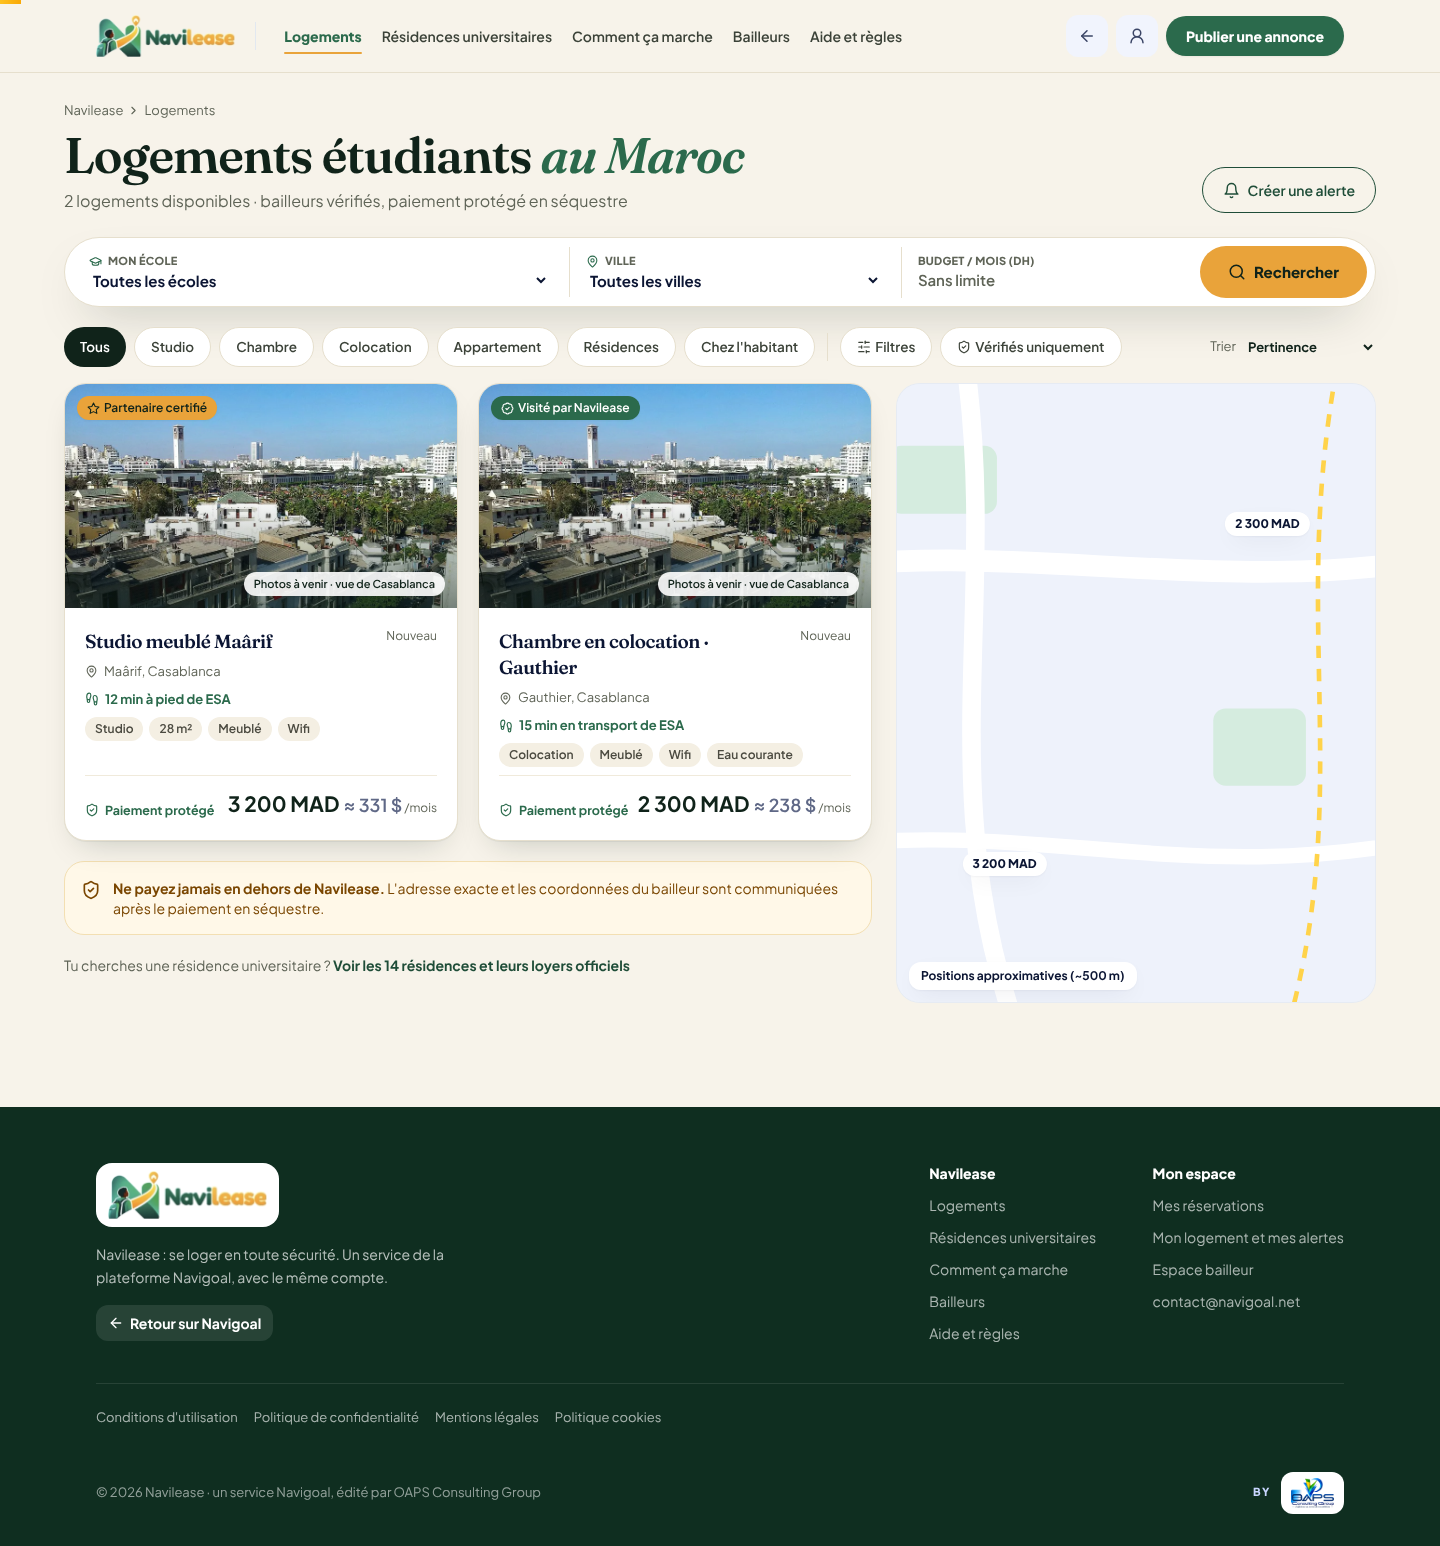 Navilease
Logements
Résidences universitaires
Comment ça marche
Bailleurs
Aide et règles
Publier une annonce
Navilease > Logements
Logements étudiants au Maroc
2 logements disponibles · bailleurs vérifiés, paiement protégé en séquestre
Créer une alerte
MON ÉCOLE
Toutes les écoles
VILLE
Toutes les villes
BUDGET / MOIS (DH)
Sans limite
Rechercher
Tous
Studio
Chambre
Colocation
Appartement
Résidences
Chez l'habitant
Filtres
Vérifiés uniquement
Trier
Pertinence
Partenaire certifié
Photos à venir · vue de Casablanca
Studio meublé Maârif
Nouveau
Maârif, Casablanca
12 min à pied de ESA
Studio
28 m²
Meublé
Wifi
Paiement protégé
3 200 MAD ≈ 331 $ /mois
Visité par Navilease
Photos à venir · vue de Casablanca
Chambre en colocation ·
Gauthier
Nouveau
Gauthier, Casablanca
15 min en transport de ESA
Colocation
Meublé
Wifi
Eau courante
Paiement protégé
2 300 MAD ≈ 238 $ /mois
2 300 MAD
3 200 MAD
Positions approximatives (~500 m)
Ne payez jamais en dehors de Navilease. L'adresse exacte et les coordonnées du bailleur sont communiquées
après le paiement en séquestre.
Tu cherches une résidence universitaire ? Voir les 14 résidences et leurs loyers officiels
Navilease
Navilease : se loger en toute sécurité. Un service de la
plateforme Navigoal, avec le même compte.
Retour sur Navigoal
Navilease
Logements
Résidences universitaires
Comment ça marche
Bailleurs
Aide et règles
Mon espace
Mes réservations
Mon logement et mes alertes
Espace bailleur
contact@navigoal.net
Conditions d'utilisation
Politique de confidentialité
Mentions légales
Politique cookies
© 2026 Navilease · un service Navigoal, édité par OAPS Consulting Group
BY
OAPS
Consulting Group